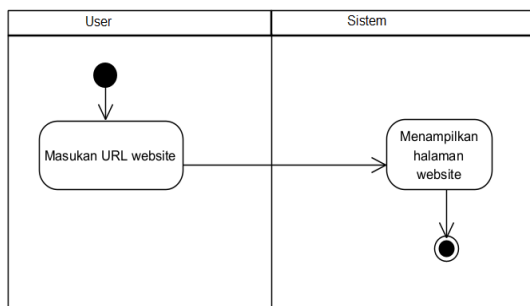 User
Sistem
Masukan URL website
Menampilkan
halaman
website